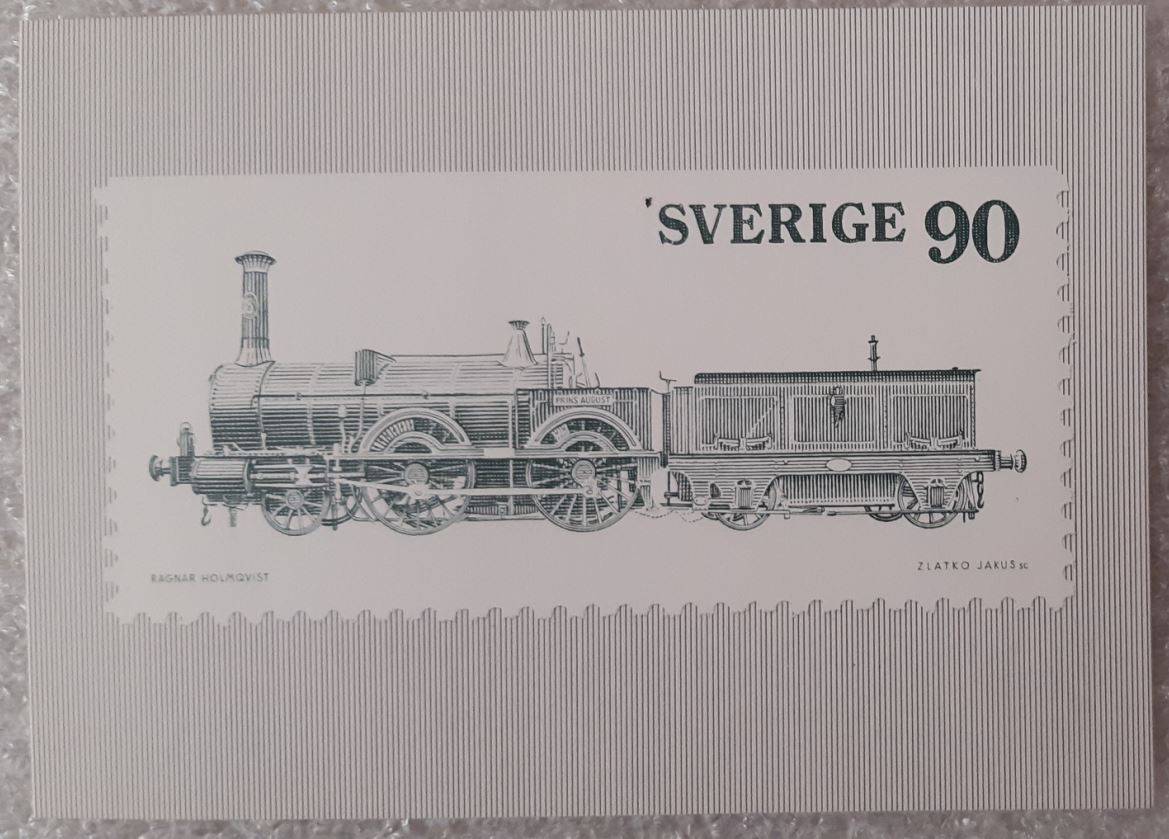 SVERIGE 90
PRINS AUGUST
RAGNAR HOLMQVIST
ZLATKO JAKUS sc